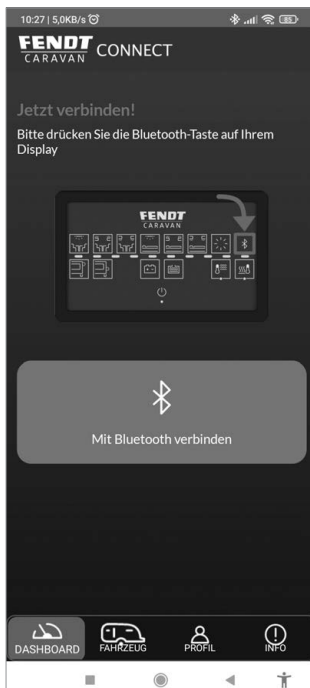 10:27 | 5,0KB/s
85
FENDT
CARAVAN
CONNECT
Jetzt verbinden!
Bitte drücken Sie die Bluetooth-Taste auf Ihrem
Display
FENDT
CARAVAN
Mit Bluetooth verbinden
DASHBOARD
FAHRZEUG
PROFIL
INFO